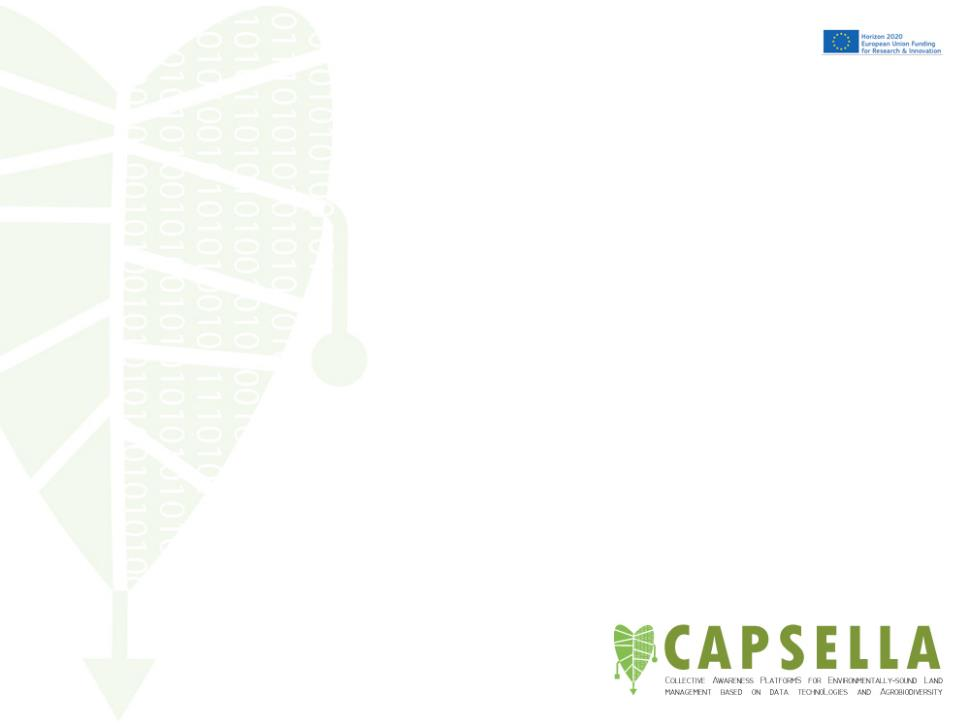 Horizon 2020
European Union Funding
for Research & Innovation
CAPSELLA
Collective Awareness PlatformS for Environmentally-sound Land
management based on data technoLogies and Agrobiodiversity